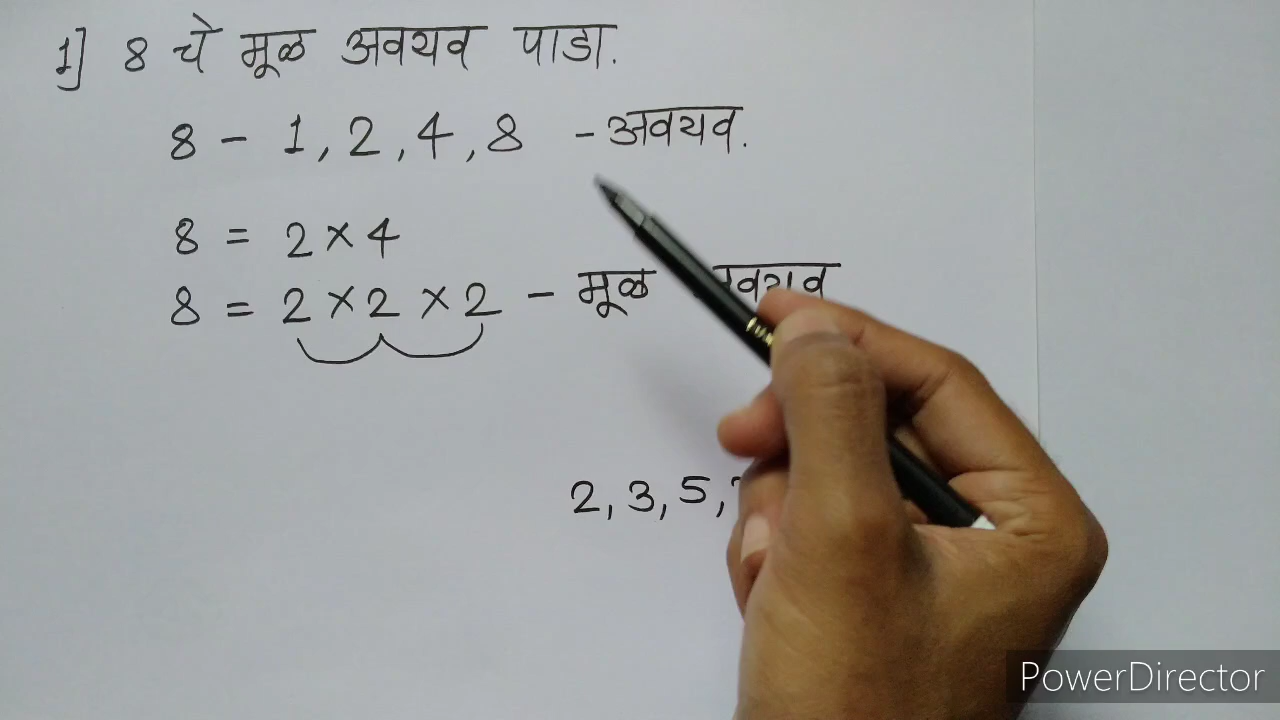 1] 8 चे मूळ अवयव पाडा.
8 - 1, 2, 4, 8 - अवयव.
8 = 2 × 4
8 = 2 × 2 × 2 - मूळ
2, 3, 5,
PowerDirector